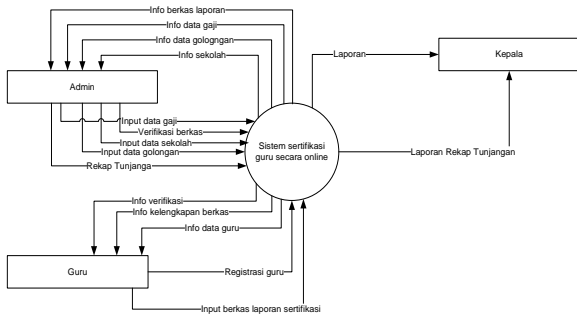 Info berkas laporan
Info data gaji
Info data gologngan
Info sekolah
Laporan
Kepala
Admin
Input data gaji
Verifikasi berkas
Input data sekolah
Input data golongan
Rekap Tunjanga
Sistem sertifikasi
guru secara online
Laporan Rekap Tunjangan
Info verifikasi
Info kelengkapan berkas
Info data guru
Guru
Registrasi guru
Input berkas laporan sertifikasi